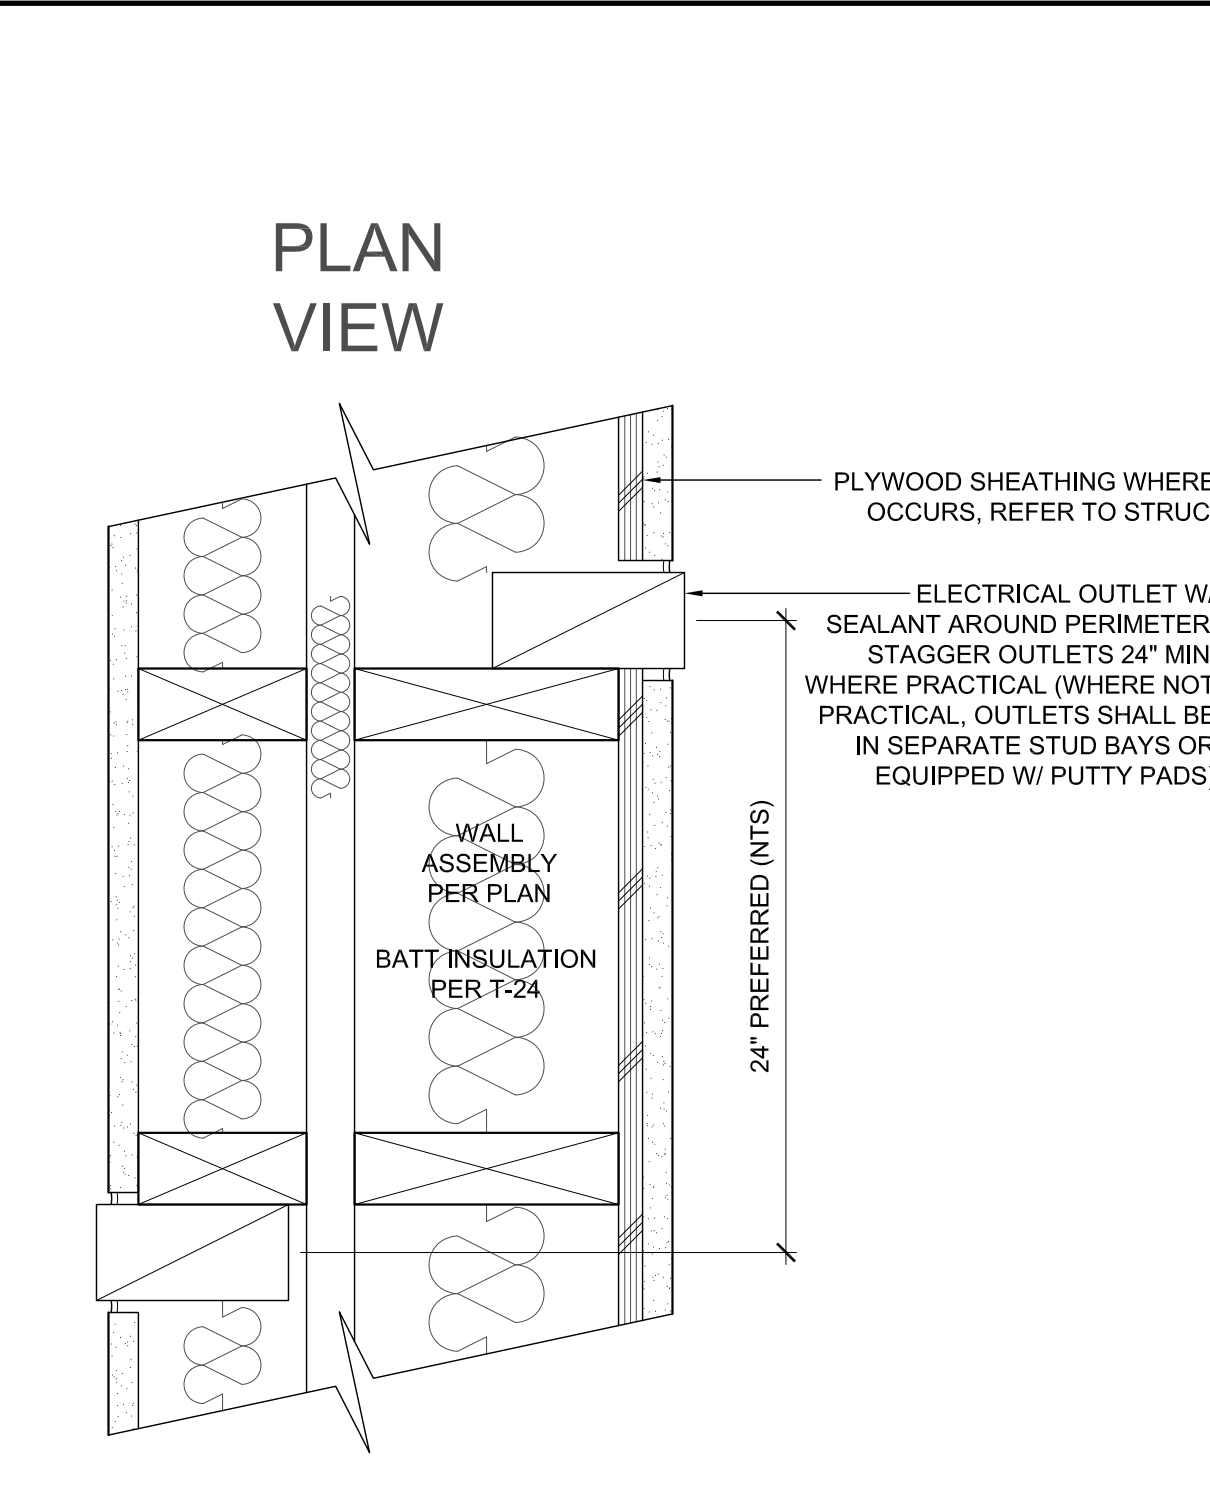 PLAN
VIEW
PLYWOOD SHEATHING WHERE
OCCURS, REFER TO STRUC
ELECTRICAL OUTLET W/
SEALANT AROUND PERIMETER
STAGGER OUTLETS 24" MIN
WHERE PRACTICAL (WHERE NOT
PRACTICAL, OUTLETS SHALL BE
IN SEPARATE STUD BAYS OR
EQUIPPED W/ PUTTY PADS)
WALL
ASSEMBLY
PER PLAN
BATT INSULATION
PER T-24
24" PREFERRED (NTS)